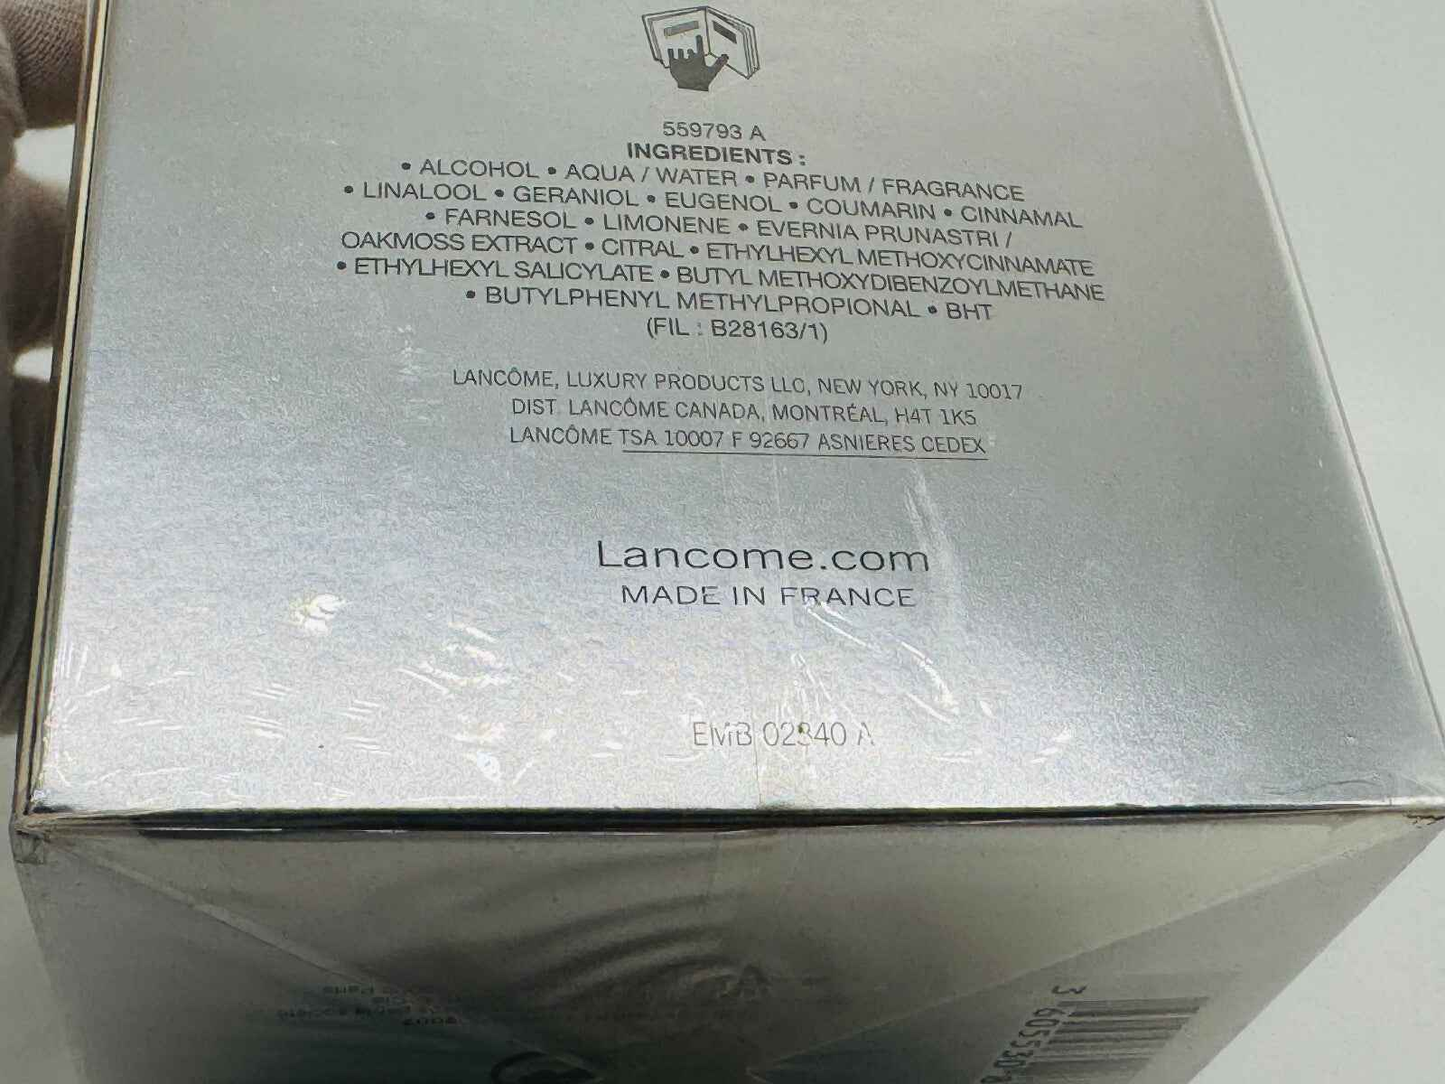 559793 A
INGREDIENTS :
• ALCOHOL • AQUA / WATER • PARFUM / FRAGRANCE
• LINALOOL • GERANIOL • EUGENOL • COUMARIN • CINNAMAL
• FARNESOL • LIMONENE • EVERNIA PRUNASTRI /
OAKMOSS EXTRACT • CITRAL • ETHYLHEXYL METHOXYCINNAMATE
• ETHYLHEXYL SALICYLATE • BUTYL METHOXYDIBENZOYLMETHANE
• BUTYLPHENYL METHYLPROPIONAL • BHT
(FIL : B28163/1)
LANCÔME, LUXURY PRODUCTS LLC, NEW YORK, NY 10017
DIST. LANCÔME CANADA, MONTRÉAL, H4T 1K5
LANCÔME TSA 10007 F 92667 ASNIERES CEDEX
Lancome.com
MADE IN FRANCE
EMB 02340 A
3 605530